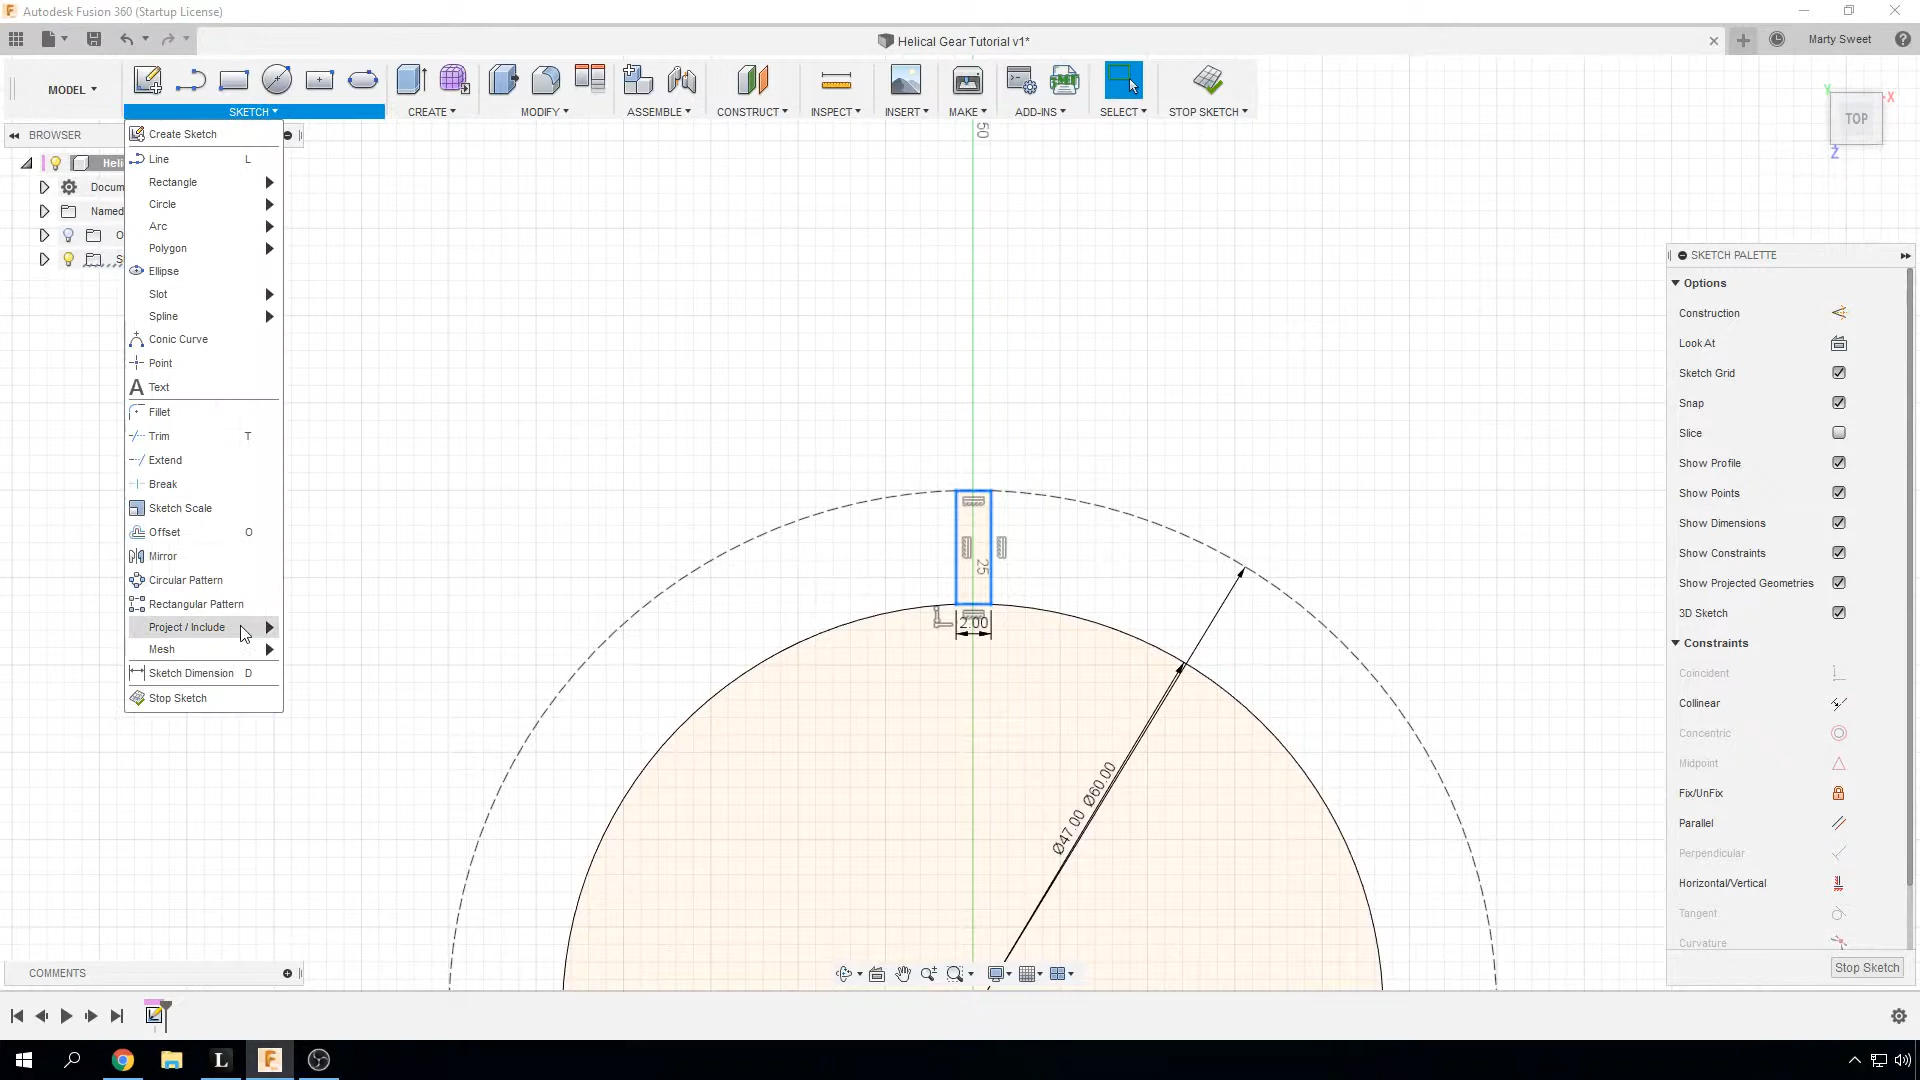 Autodesk Fusion 360 (Startup License)
Helical Gear Tutorial v1*
Marty Sweet
MODEL
SKETCH
CREATE
MODIFY
ASSEMBLE
CONSTRUCT
INSPECT
INSERT
MAKE
ADD-INS
SELECT
STOP SKETCH
BROWSER
Heli
Docum
Named
O
S
Create Sketch
Line L
Rectangle
Circle
Arc
Polygon
Ellipse
Slot
Spline
Conic Curve
Point
Text
Fillet
Trim T
Extend
Break
Sketch Scale
Offset O
Mirror
Circular Pattern
Rectangular Pattern
Project / Include
Mesh
Sketch Dimension D
Stop Sketch
50
25
2.00
Ø47.00
Ø60.00
TOP
X
Y
Z
SKETCH PALETTE
Options
Construction
Look At
Sketch Grid
Snap
Slice
Show Profile
Show Points
Show Dimensions
Show Constraints
Show Projected Geometries
3D Sketch
Constraints
Coincident
Collinear
Concentric
Midpoint
Fix/UnFix
Parallel
Perpendicular
Horizontal/Vertical
Tangent
Curvature
Stop Sketch
COMMENTS